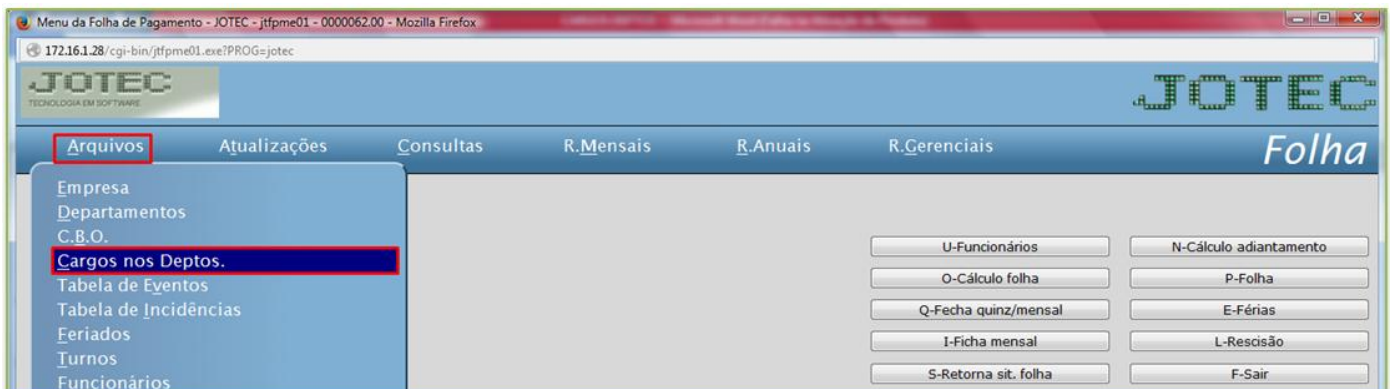 Menu da Folha de Pagamento - JOTEC - jtfpme01 - 0000062.00 - Mozilla Firefox
172.16.1.28/cgi-bin/jtfpme01.exe?PROG=jotec
JOTEC
TECNOLOGIA EM SOFTWARE
JOTEC
Arquivos Atualizações Consultas R.Mensais R.Anuais R.Gerenciais Folha
Empresa
Departamentos
C.B.O.
Cargos nos Deptos.
Tabela de Eventos
Tabela de Incidências
Feriados
Turnos
Funcionários
U-Funcionários N-Cálculo adiantamento
O-Cálculo folha P-Folha
Q-Fecha quinz/mensal E-Férias
I-Ficha mensal L-Rescisão
S-Retorna sit. folha F-Sair